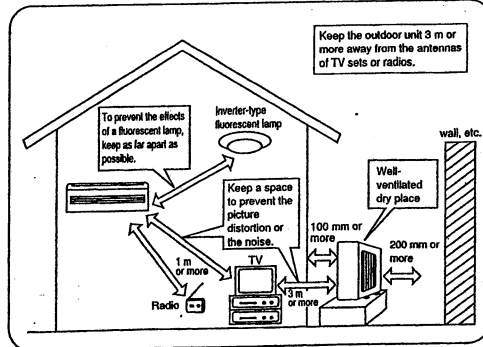 Keep the outdoor unit 3 m or
more away from the antennas
of TV sets or radios.
To prevent the effects
of a fluorescent lamp,
keep as far apart as
possible.
Inverter-type
fluorescent lamp
wall, etc.
Well-
ventilated
dry place
Keep a space
to prevent the
picture
distortion or
the noise.
100 mm or
more
200 mm or
more
1 m
or more
TV
3 m
or more
Radio